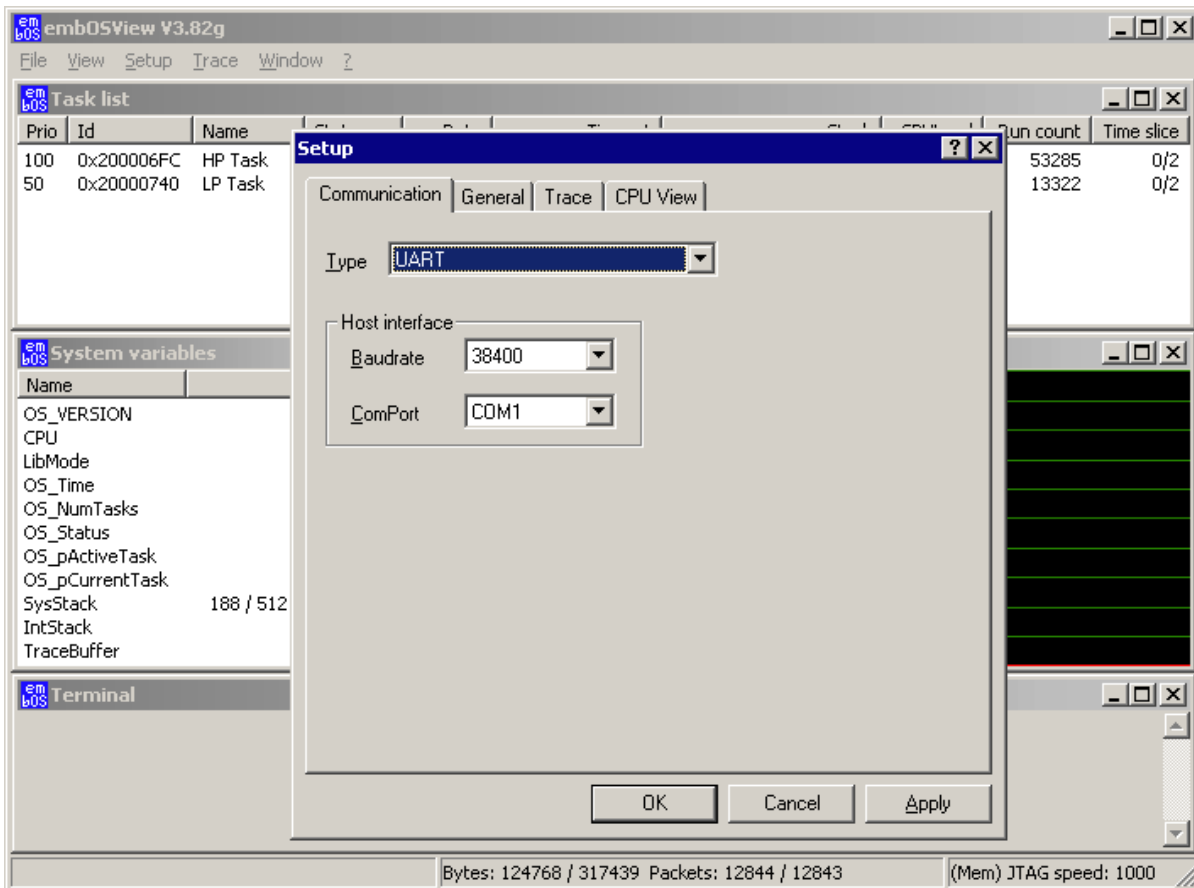 embOSView V3.82g
File View Setup Trace Window ?
Task list
Prio Id Name Run count Time slice
100 0x200006FC HP Task 53285 0/2
50 0x20000740 LP Task 13322 0/2
Setup
Communication General Trace CPU View
Type UART
Host interface
Baudrate 38400
ComPort COM1
System variables
Name
OS_VERSION
CPU
LibMode
OS_Time
OS_NumTasks
OS_Status
OS_pActiveTask
OS_pCurrentTask
SysStack 188 / 512
IntStack
TraceBuffer
Terminal
OK Cancel Apply
Bytes: 124768 / 317439 Packets: 12844 / 12843 (Mem) JTAG speed: 1000